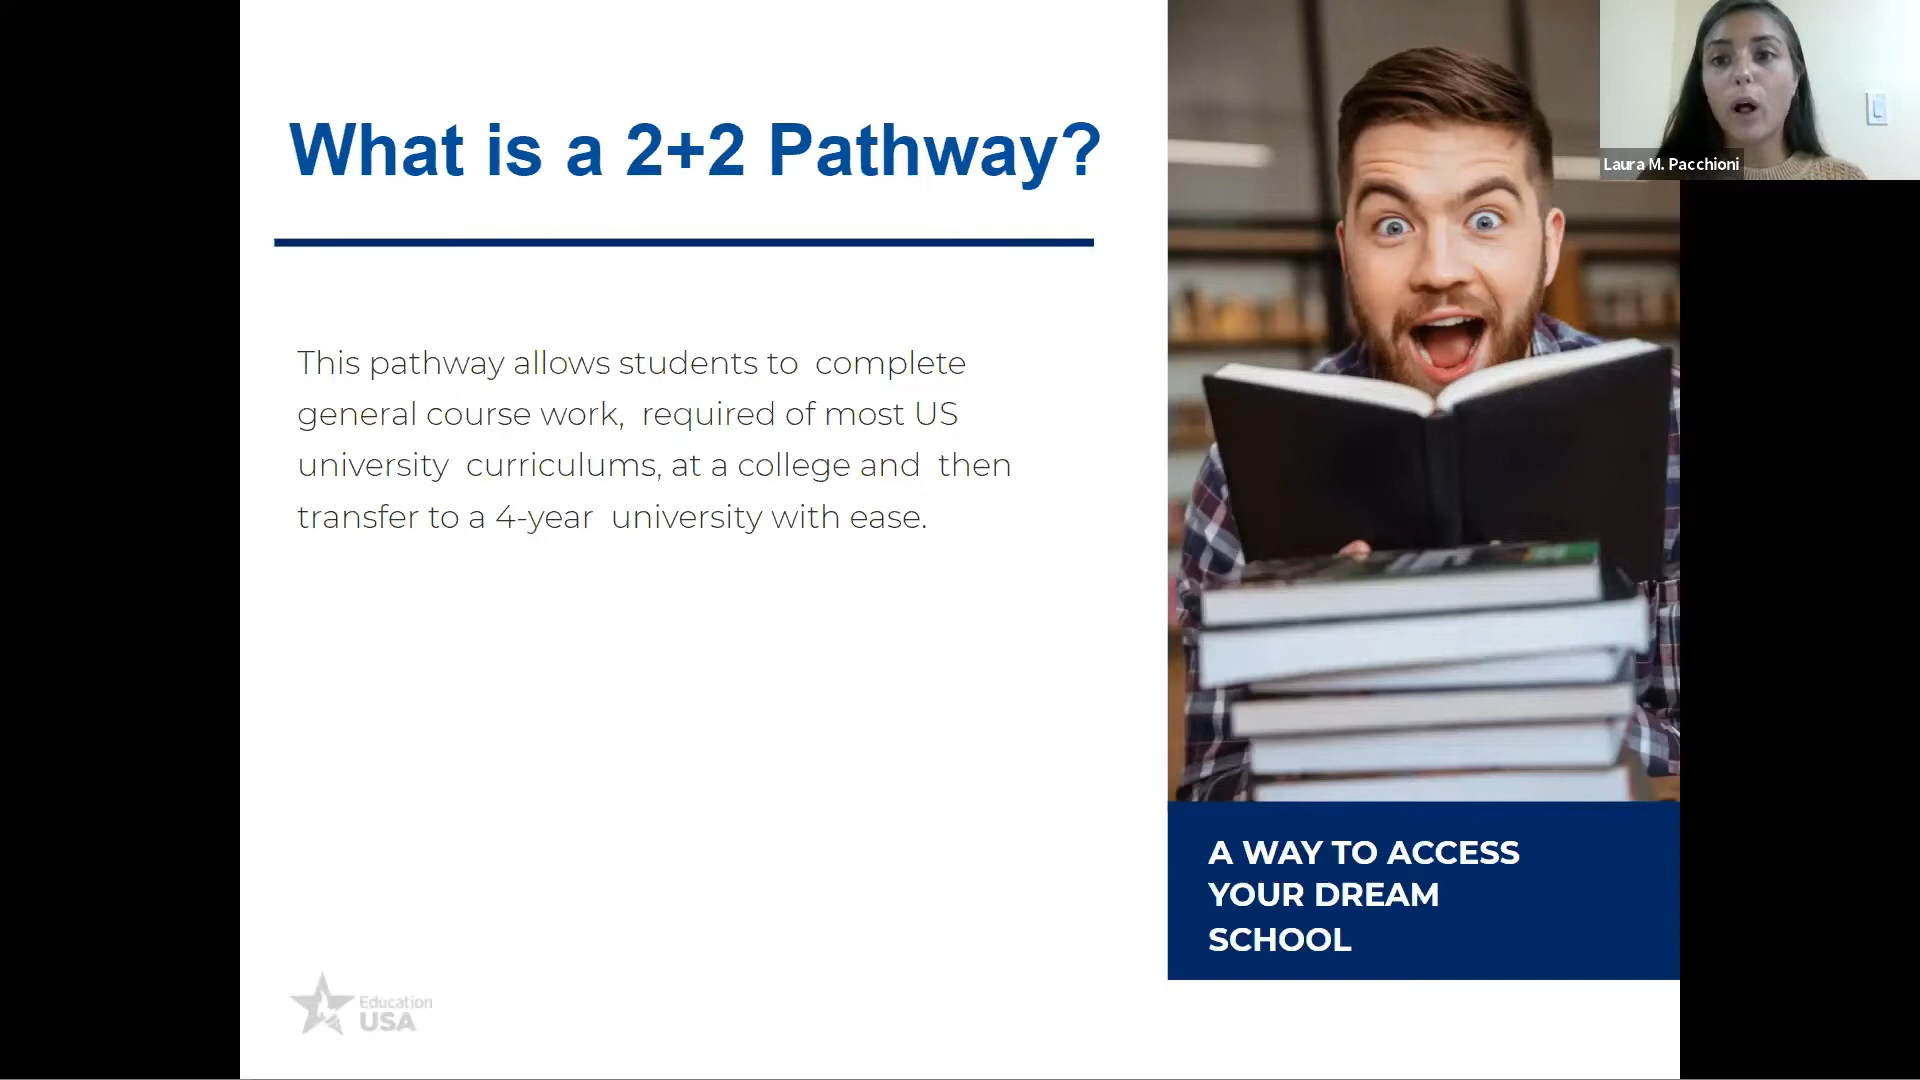 What is a 2+2 Pathway?
This pathway allows students to complete
general course work, required of most US
university curriculums, at a college and then
transfer to a 4-year university with ease.
Laura M. Pacchioni
A WAY TO ACCESS
YOUR DREAM
SCHOOL
Education
USA